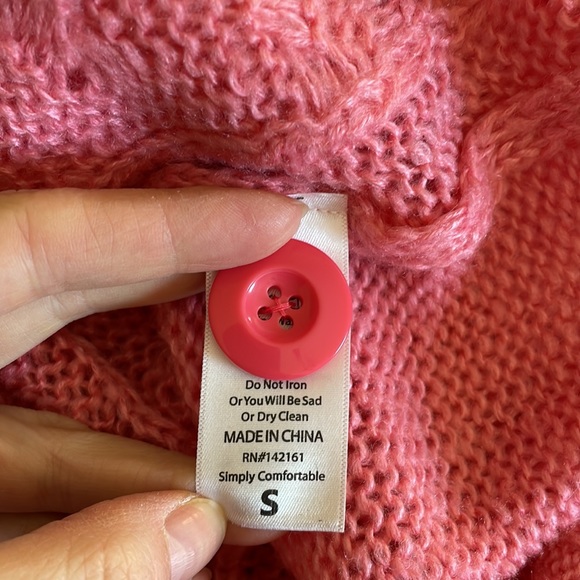 Do Not Iron
Or You Will Be Sad
Or Dry Clean
MADE IN CHINA
RN#142161
Simply Comfortable
S